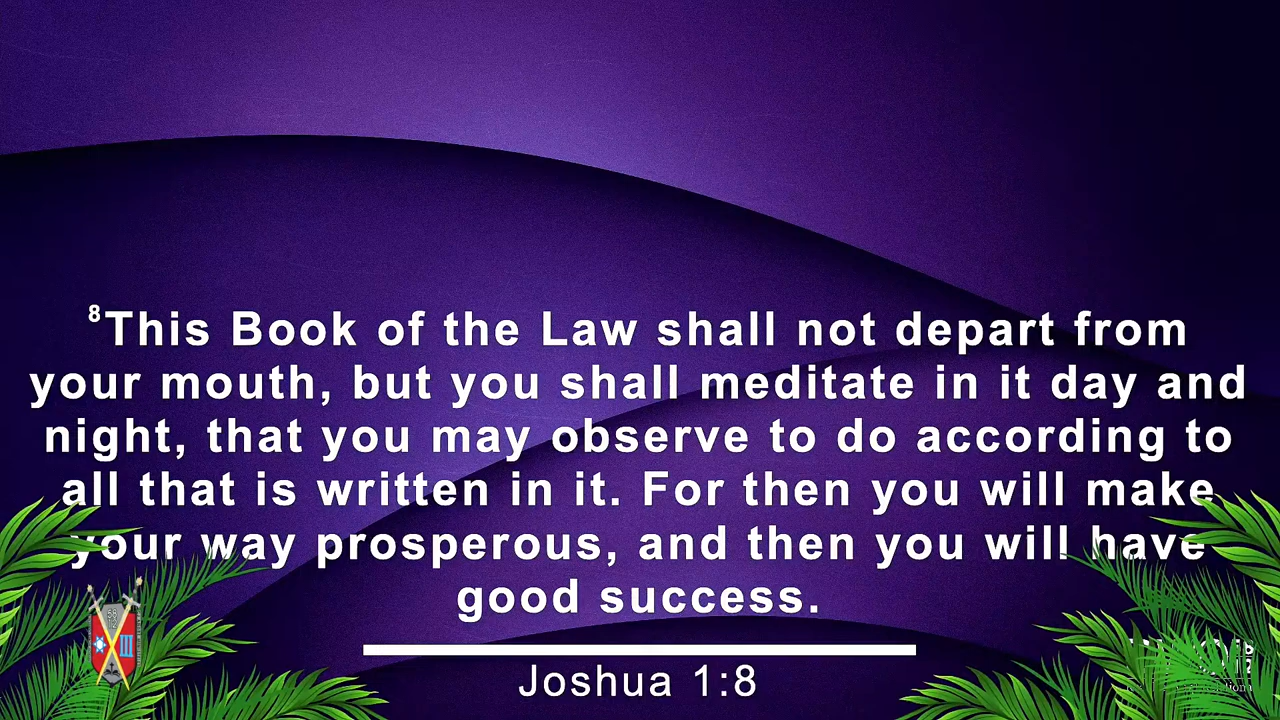 8This Book of the Law shall not depart from
your mouth, but you shall meditate in it day and
night, that you may observe to do according to
all that is written in it. For then you will make
your way prosperous, and then you will have
good success.
Joshua 1:8